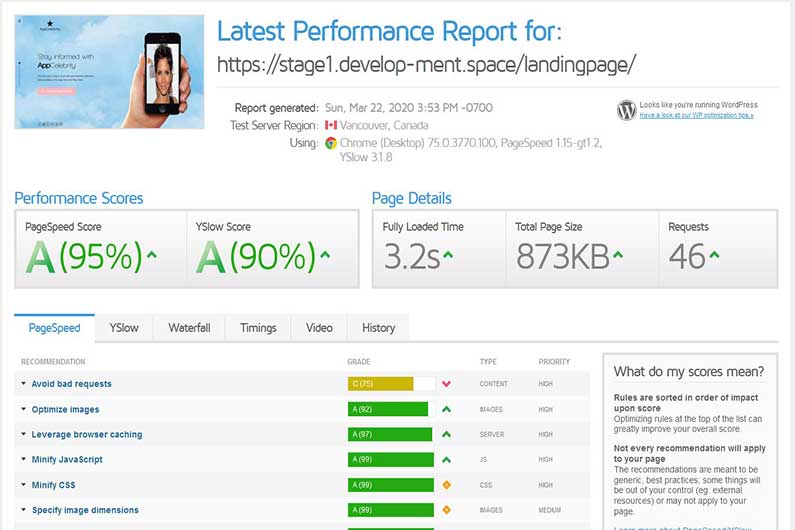 AppCelebrity
Stay informed with
AppCelebrity
Latest Performance Report for:
https://stage1.develop-ment.space/landingpage/
Report generated: Sun, Mar 22, 2020 3:53 PM -0700
Test Server Region: Vancouver, Canada
Using: Chrome (Desktop) 75.0.3770.100, PageSpeed 1.15-gt1.2,
YSlow 3.1.8
Looks like you're running WordPress
Have a look at our WP optimization tips »
Performance Scores
PageSpeed Score
A (95%)
YSlow Score
A (90%)
Page Details
Fully Loaded Time
3.2s
Total Page Size
873KB
Requests
46
PageSpeed YSlow Waterfall Timings Video History
RECOMMENDATION GRADE TYPE PRIORITY
Avoid bad requests C (75) CONTENT HIGH
Optimize images A (92) IMAGES HIGH
Leverage browser caching A (97) SERVER HIGH
Minify JavaScript A (99) JS HIGH
Minify CSS A (99) CSS HIGH
Specify image dimensions A (99) IMAGES MEDIUM
What do my scores mean?
Rules are sorted in order of impact
upon score
Optimizing rules at the top of the list can
greatly improve your overall score.
Not every recommendation will apply
to your page
The recommendations are meant to be
generic, best practices; some things will
be out of your control (eg. external
resources) or may not apply to your
page.